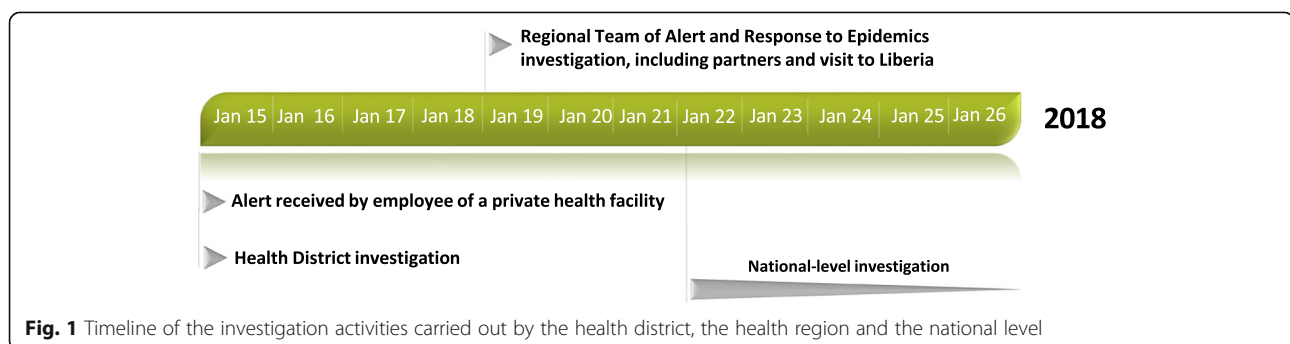 Regional Team of Alert and Response to Epidemics
investigation, including partners and visit to Liberia
Jan 15 Jan 16 Jan 17 Jan 18 Jan 19 Jan 20 Jan 21 Jan 22 Jan 23 Jan 24 Jan 25 Jan 26 2018
Alert received by employee of a private health facility
Health District investigation
National-level investigation
Fig. 1 Timeline of the investigation activities carried out by the health district, the health region and the national level